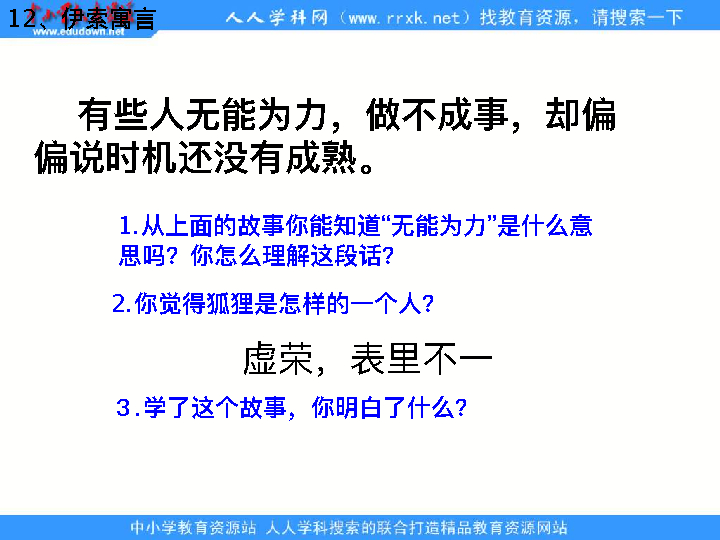 12、伊索寓言
www.edudown.net
人人学科网（www.rrxk.net）找教育资源，请搜索一下
有些人无能为力，做不成事，却偏
偏说时机还没有成熟。
1.从上面的故事你能知道“无能为力”是什么意
思吗？你怎么理解这段话？
2.你觉得狐狸是怎样的一个人？
虚荣，表里不一
3.学了这个故事，你明白了什么？
中小学教育资源站 人人学科搜索的联合打造精品教育资源网站